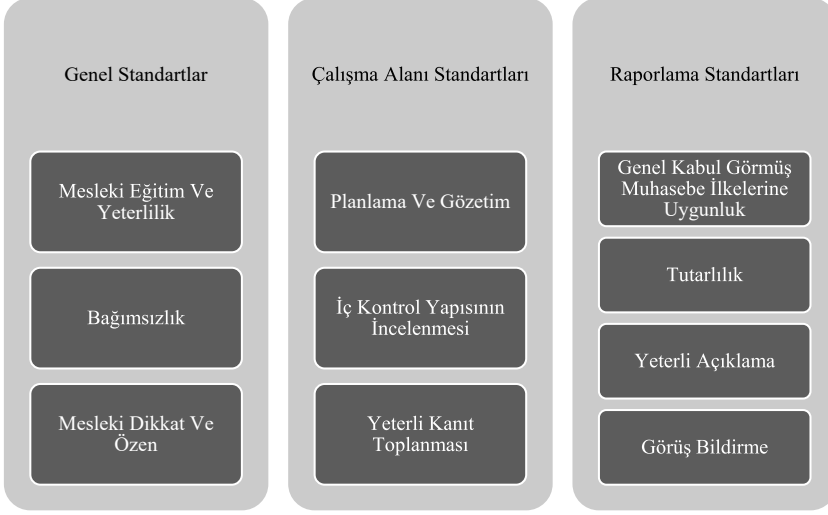 Genel Standartlar
Mesleki Eğitim Ve
Yeterlilik
Bağımsızlık
Mesleki Dikkat Ve
Özen
Çalışma Alanı Standartları
Planlama Ve Gözetim
İç Kontrol Yapısının
İncelenmesi
Yeterli Kanıt
Toplanması
Raporlama Standartları
Genel Kabul Görmüş
Muhasebe İlkelerine
Uygunluk
Tutarlılık
Yeterli Açıklama
Görüş Bildirme